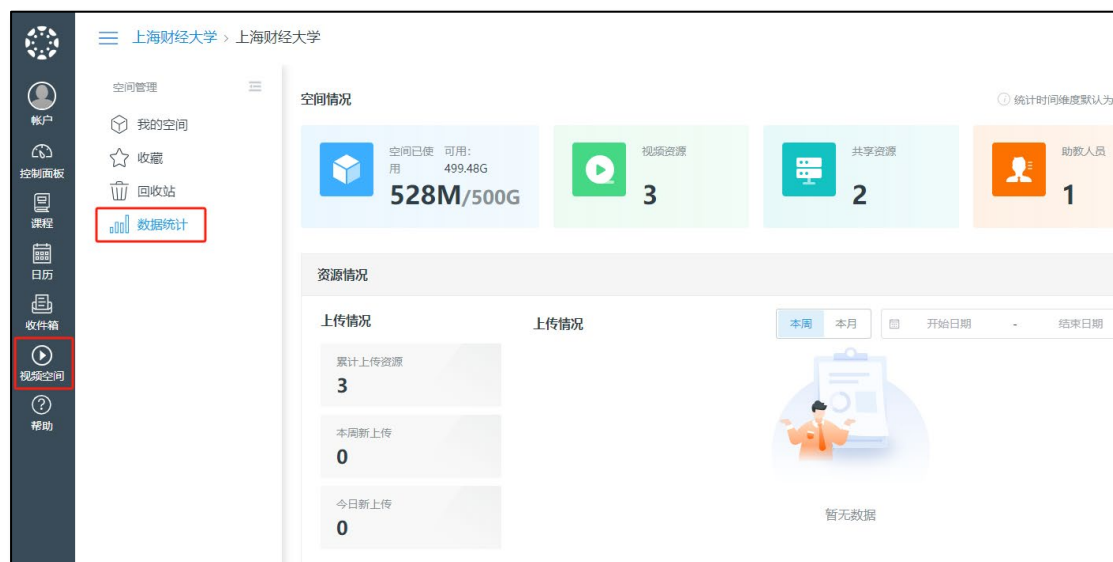 上海财经大学 > 上海财经大学
帐户
控制面板
课程
日历
收件箱
视频空间
帮助
空间管理
我的空间
收藏
回收站
数据统计
空间情况
统计时间维度默认为
空间已使用
可用：
499.48G
528M/500G
视频资源
3
共享资源
2
助教人员
1
资源情况
上传情况
累计上传资源
3
本周新上传
0
今日新上传
0
上传情况
本周 本月 开始日期 - 结束日期
暂无数据